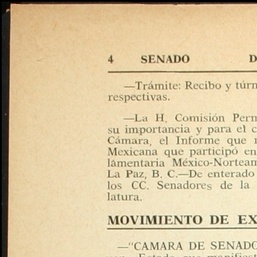 4 SENADO D
—Trámite: Recibo y túrn
respectivas.
—La H. Comisión Perm
su importancia y para el c
Cámara, el Informe que r
Mexicana que participó en
lámentaria México-Norteam
La Paz, B. C.—De enterado
los CC. Senadores de la
latura.
MOVIMIENTO DE EX
—"CAMARA DE SENADO